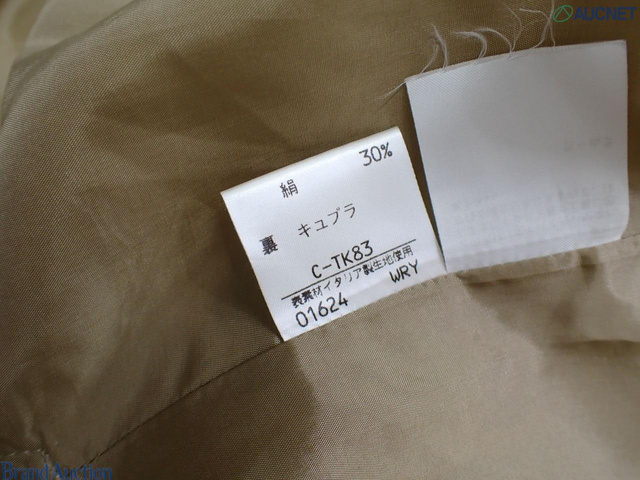 AUCNET
絹 30%
裏 キュプラ
C-TK83
表素材イタリア製生地使用
01624 WRY
Brand Auction